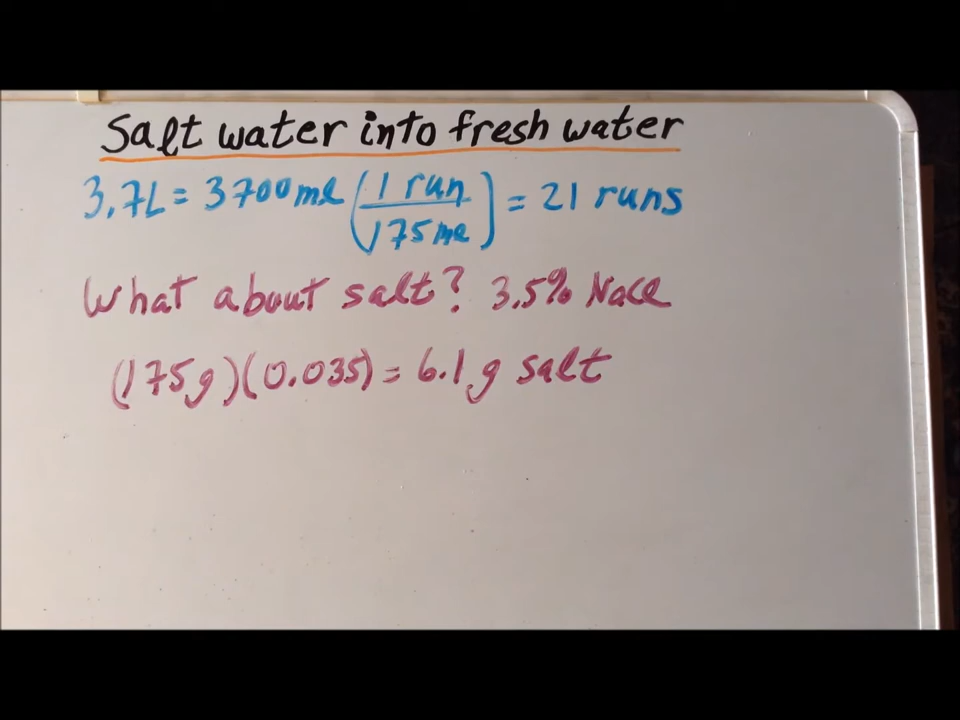 Salt water into fresh water
3.7L = 3700ml (1 run / 175ml) = 21 runs
What about salt? 3.5% NaCl
(175g)(0.035) = 6.1g salt